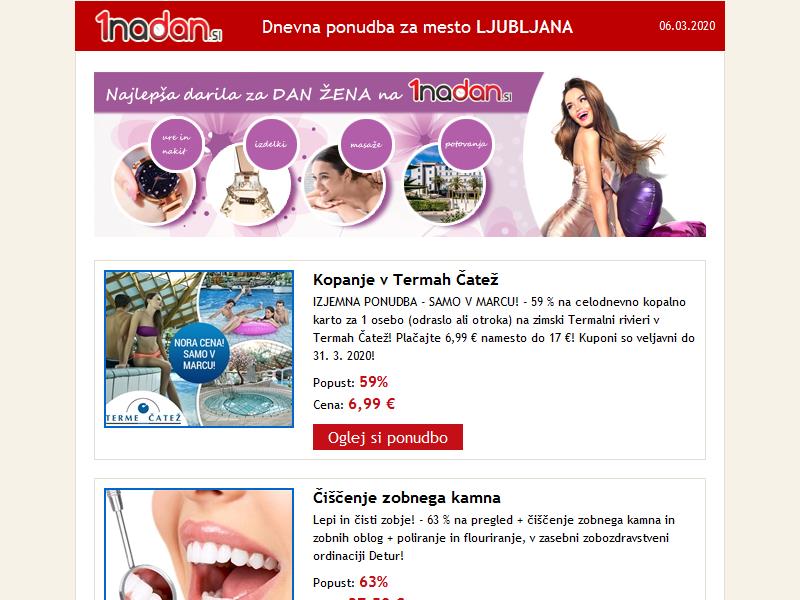 1nadan.si
Dnevna ponudba za mesto LJUBLJANA
06.03.2020
Najlepša darila za DAN ŽENA na 1nadan.si
ure in
nakit
izdelki
masaže
potovanja
Kopanje v Termah Čatež
IZJEMNA PONUDBA - SAMO V MARCU! - 59 % na celodnevno kopalno
karto za 1 osebo (odraslo ali otroka) na zimski Termalni rivieri v
Termah Čatež! Plačajte 6,99 € namesto do 17 €! Kuponi so veljavni do
31. 3. 2020!
NORA CENA!
SAMO V
MARCU!
TERME ČATEŽ
Popust: 59%
Cena: 6,99 €
Oglej si ponudbo
Čiščenje zobnega kamna
Lepi in čisti zobje! - 63 % na pregled + čiščenje zobnega kamna in
zobnih oblog + poliranje in flouriranje, v zasebni zobozdravstveni
ordinaciji Detur!
Popust: 63%